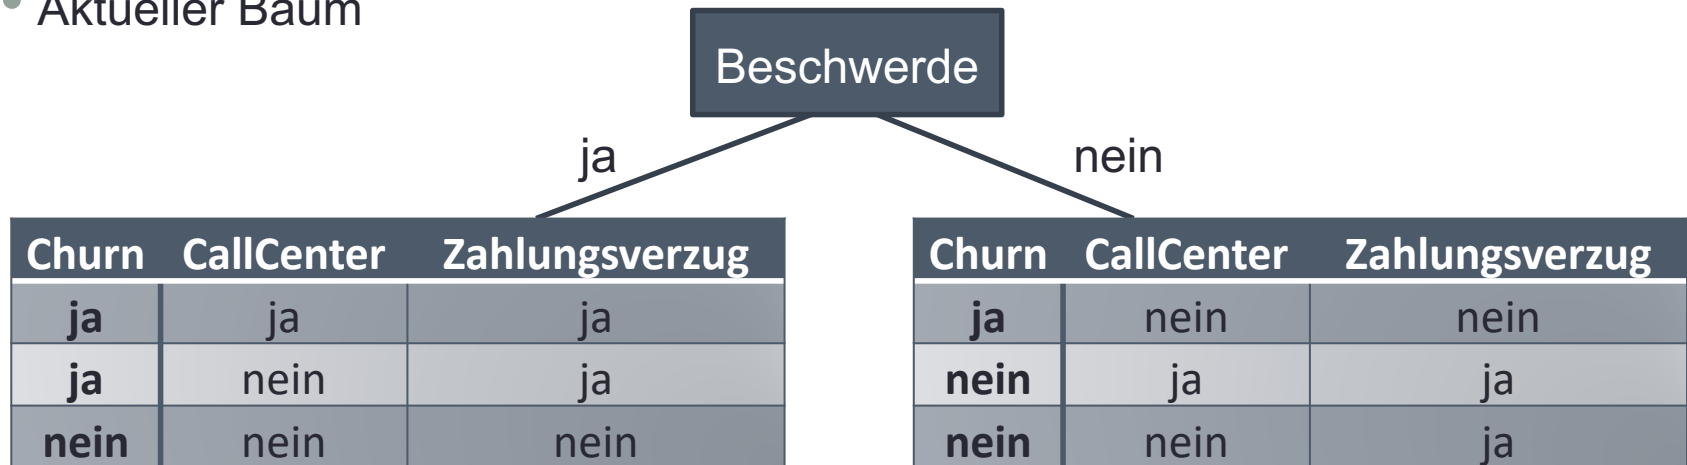 • Aktueller Baum
Beschwerde
ja nein
Churn CallCenter Zahlungsverzug
ja ja ja
ja nein ja
nein nein nein
Churn CallCenter Zahlungsverzug
ja nein nein
nein ja ja
nein nein ja